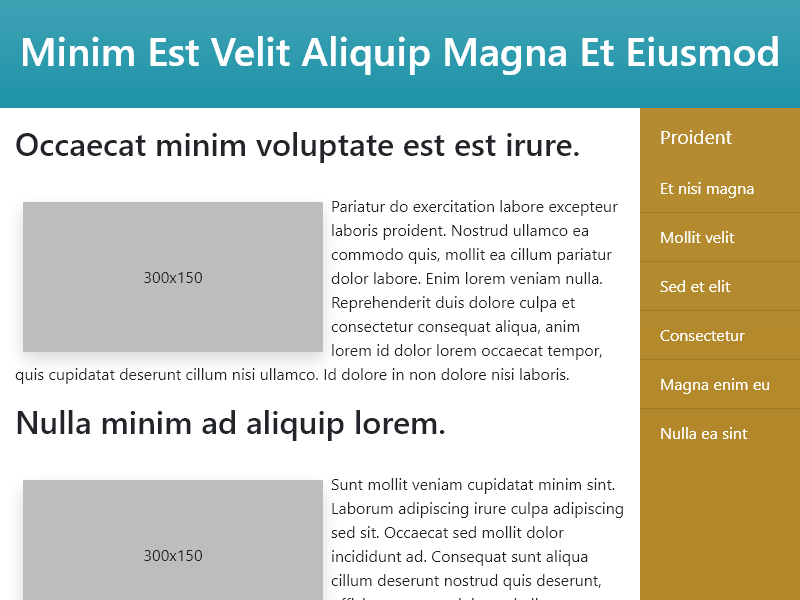 Minim Est Velit Aliquip Magna Et Eiusmod
Occaecat minim voluptate est est irure.
300x150
Pariatur do exercitation labore excepteur
laboris proident. Nostrud ullamco ea
commodo quis, mollit ea cillum pariatur
dolor labore. Enim lorem veniam nulla.
Reprehenderit duis dolore culpa et
consectetur consequat aliqua, anim
lorem id dolor lorem occaecat tempor,
quis cupidatat deserunt cillum nisi ullamco. Id dolore in non dolore nisi laboris.
Nulla minim ad aliquip lorem.
300x150
Sunt mollit veniam cupidatat minim sint.
Laborum adipiscing irure culpa adipiscing
sed sit. Occaecat sed mollit dolor
incididunt ad. Consequat sunt aliqua
cillum deserunt nostrud quis deserunt,
Proident
Et nisi magna
Mollit velit
Sed et elit
Consectetur
Magna enim eu
Nulla ea sint